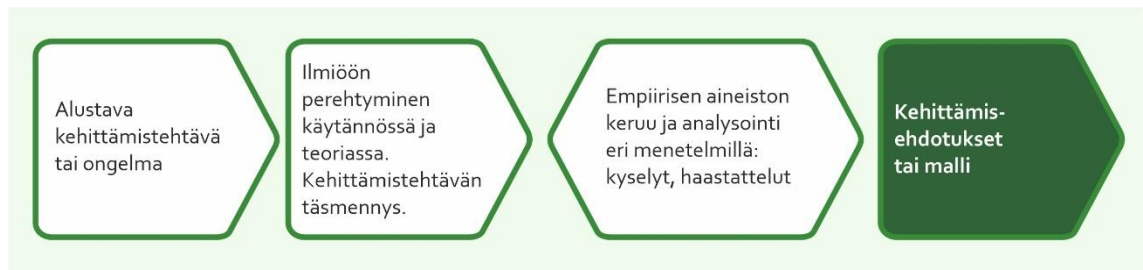 Alustava
kehittämistehtävä
tai ongelma
Ilmiöön
perehtyminen
käytännössä ja
teoriassa.
Kehittämistehtävän
täsmennys.
Empiirisen aineiston
keruu ja analysointi
eri menetelmillä:
kyselyt, haastattelut
Kehittämis-
ehdotukset
tai malli